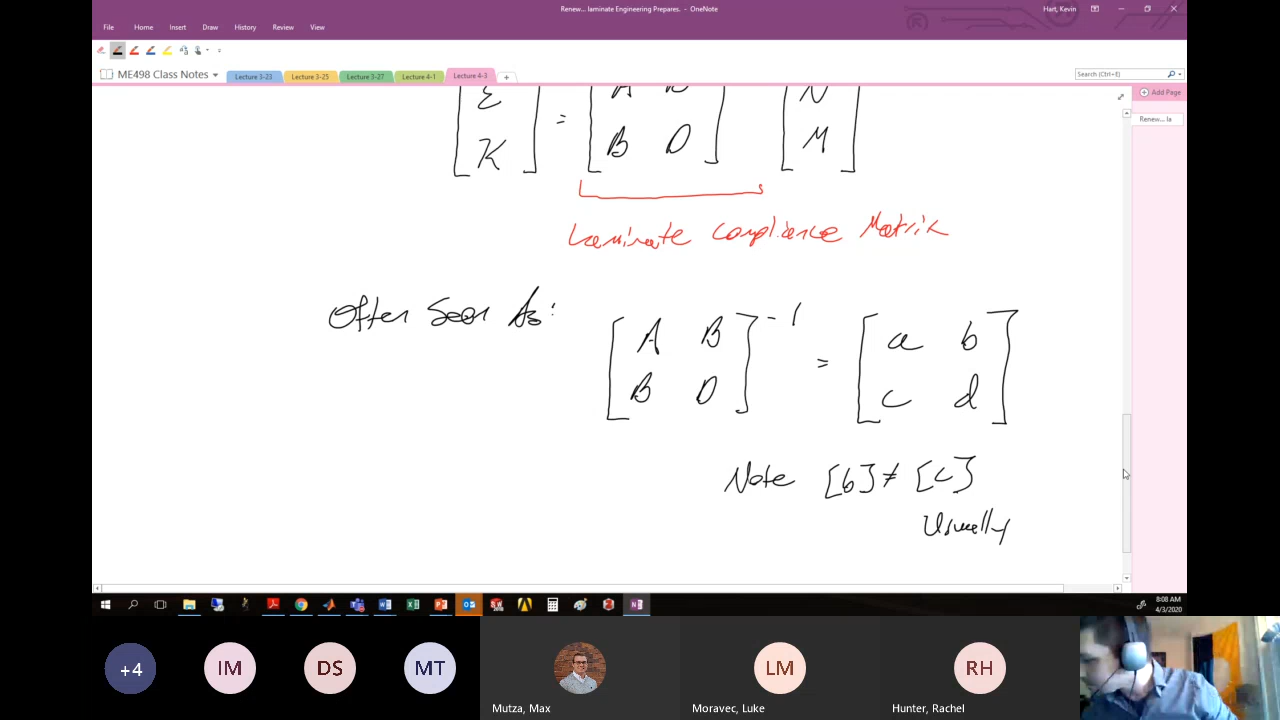 Renew... laminate Engineering Prepares. - OneNote
Hart, Kevin
File Home Insert Draw History Review View
ME498 Class Notes
Lecture 3-23 Lecture 3-25 Lecture 3-27 Lecture 4-1 Lecture 4-3
Search (Ctrl+E)
Add Page
Renew... la
ε = A B N
K B D M
Laminate Compliance Matrix
Often Seen As:
[A B -1 = [a b
B D] c d]
Note [b] ≠ [c]
Usually
8:08 AM
4/3/2020
+4 IM DS MT LM RH
Mutza, Max Moravec, Luke Hunter, Rachel